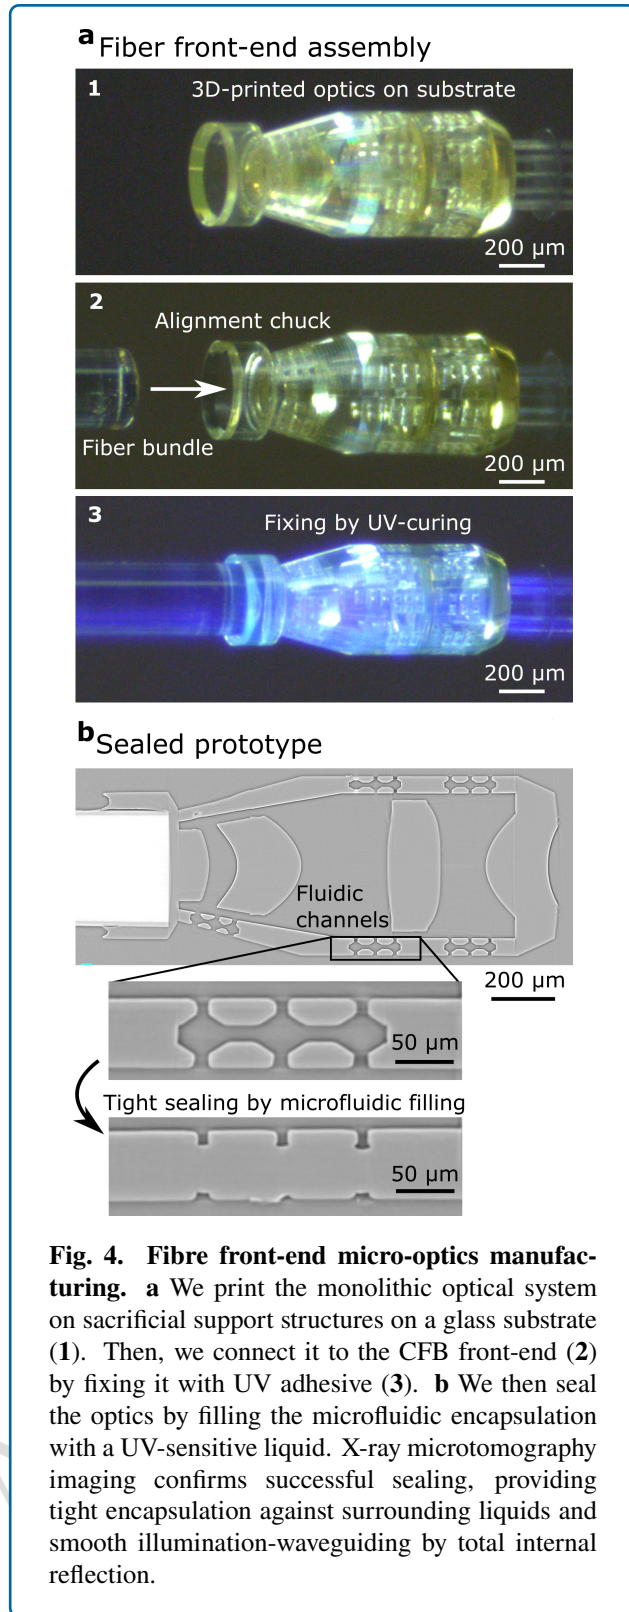 a Fiber front-end assembly
1 3D-printed optics on substrate
200 µm
2
Alignment chuck
Fiber bundle
200 µm
3 Fixing by UV-curing
200 µm
b Sealed prototype
Fluidic
channels
200 µm
50 µm
Tight sealing by microfluidic filling
50 µm
Fig. 4. Fibre front-end micro-optics manufac-
turing. a We print the monolithic optical system
on sacrificial support structures on a glass substrate
(1). Then, we connect it to the CFB front-end (2)
by fixing it with UV adhesive (3). b We then seal
the optics by filling the microfluidic encapsulation
with a UV-sensitive liquid. X-ray microtomography
imaging confirms successful sealing, providing
tight encapsulation against surrounding liquids and
smooth illumination-waveguiding by total internal
reflection.